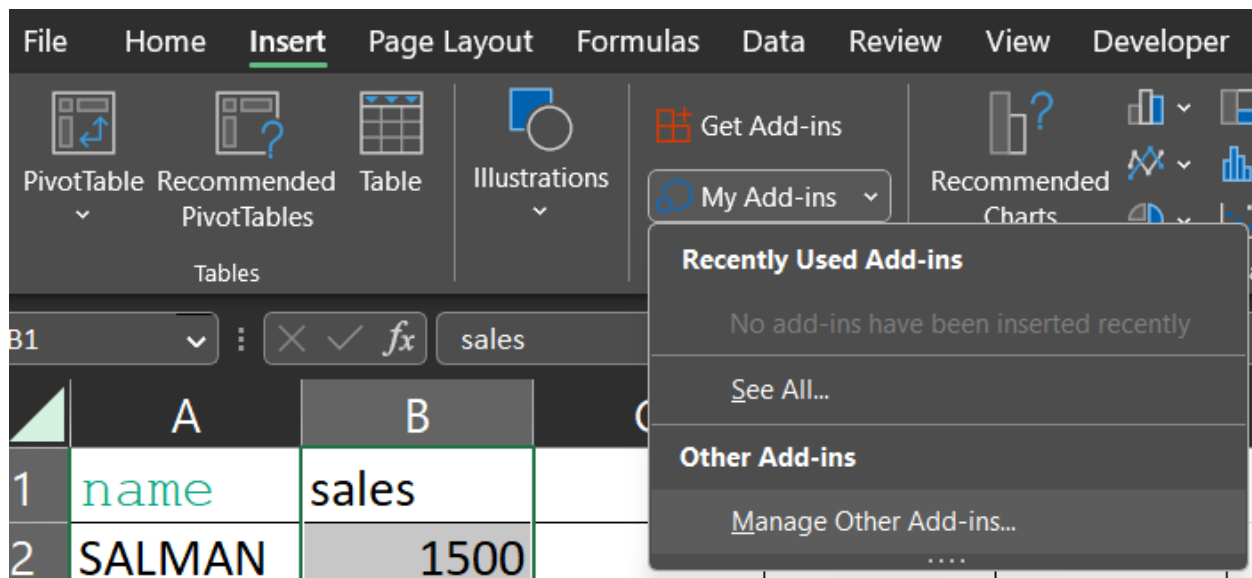 File Home Insert Page Layout Formulas Data Review View Developer
Get Add-ins
PivotTable Recommended PivotTables Table Illustrations
My Add-ins
Recommended Charts
Tables
Recently Used Add-ins
No add-ins have been inserted recently
See All...
Other Add-ins
Manage Other Add-ins...
B1 fx sales
A B
1 name sales
2 SALMAN 1500